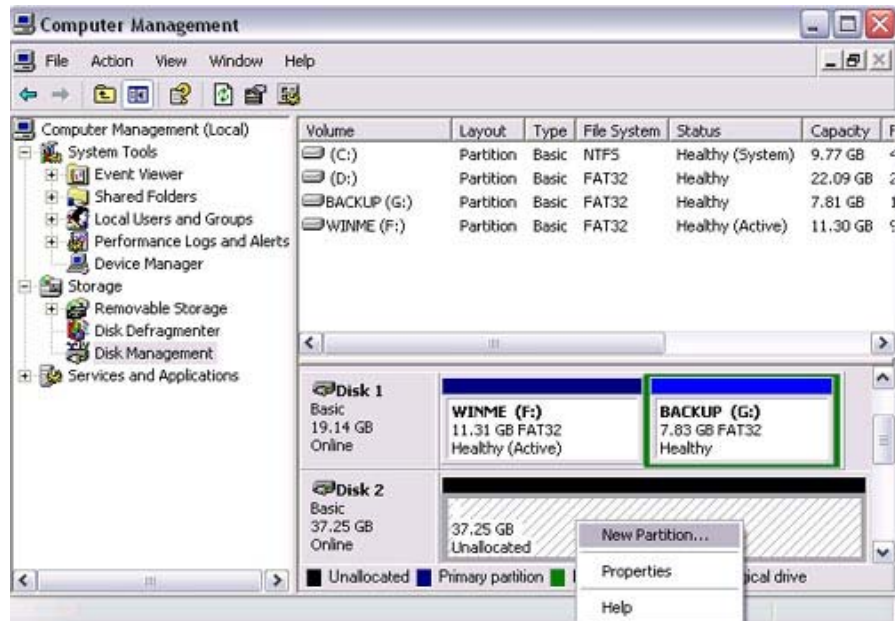 Computer Management
File Action View Window Help
Computer Management (Local)
System Tools
Event Viewer
Shared Folders
Local Users and Groups
Performance Logs and Alerts
Device Manager
Storage
Removable Storage
Disk Defragmenter
Disk Management
Services and Applications
Volume Layout Type File System Status Capacity F
(C:) Partition Basic NTFS Healthy (System) 9.77 GB
(D:) Partition Basic FAT32 Healthy 22.09 GB
BACKUP (G:) Partition Basic FAT32 Healthy 7.81 GB
WINME (F:) Partition Basic FAT32 Healthy (Active) 11.30 GB
Disk 1
Basic
19.14 GB
Online
WINME (F:)
11.31 GB FAT32
Healthy (Active)
BACKUP (G:)
7.83 GB FAT32
Healthy
Disk 2
Basic
37.25 GB
Online
37.25 GB
Unallocated
New Partition...
Properties
Help
Unallocated Primary partition ical drive